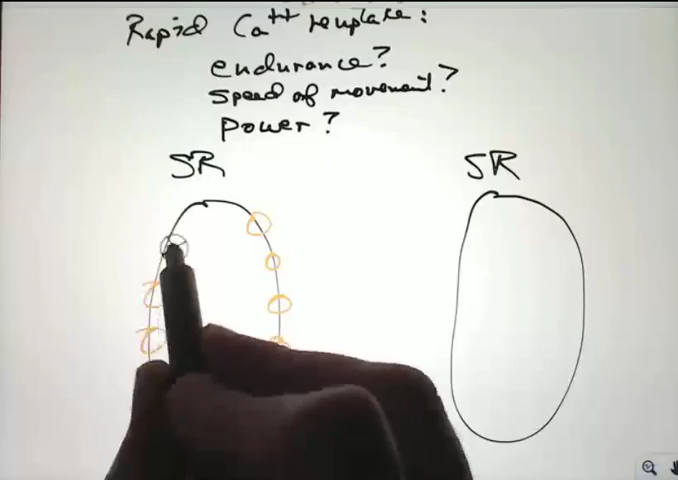 Rapid Ca++ reuptake:
endurance?
speed of movement?
Power?
SR SR